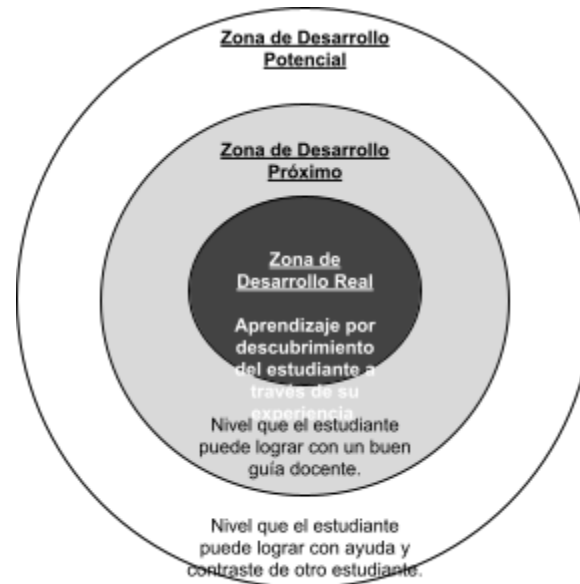 Zona de Desarrollo
Potencial
Zona de Desarrollo
Próximo
Zona de
Desarrollo Real
Aprendizaje por
descubrimiento
del estudiante a
través de su
experiencia
Nivel que el estudiante
puede lograr con un buen
guía docente.
Nivel que el estudiante
puede lograr con ayuda y
contraste de otro estudiante.